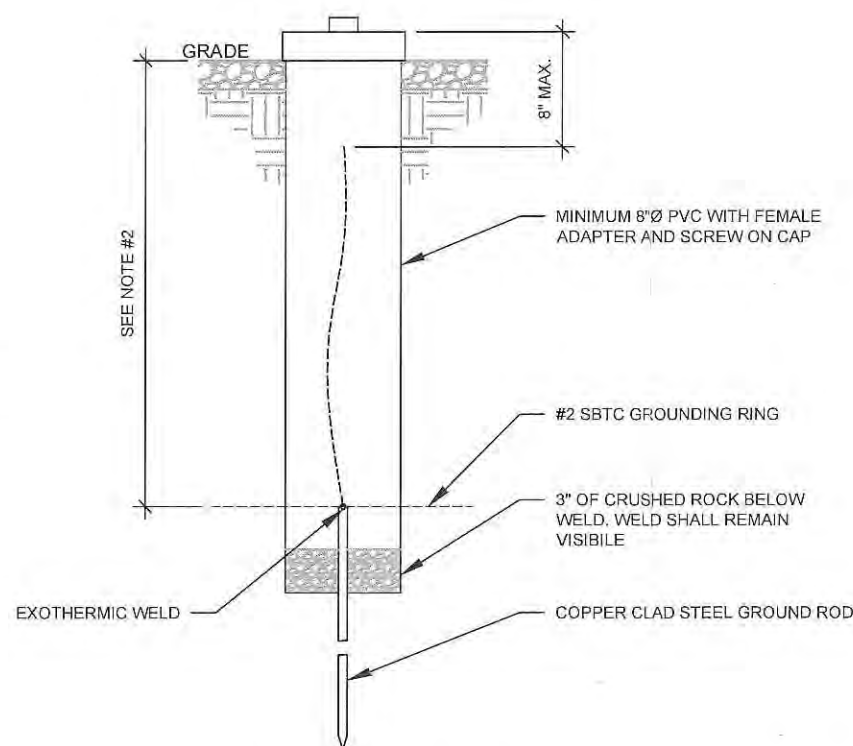 GRADE
8" MAX.
SEE NOTE #2
MINIMUM 8"Ø PVC WITH FEMALE
ADAPTER AND SCREW ON CAP
#2 SBTC GROUNDING RING
3" OF CRUSHED ROCK BELOW
WELD. WELD SHALL REMAIN
VISIBILE
EXOTHERMIC WELD
COPPER CLAD STEEL GROUND ROD